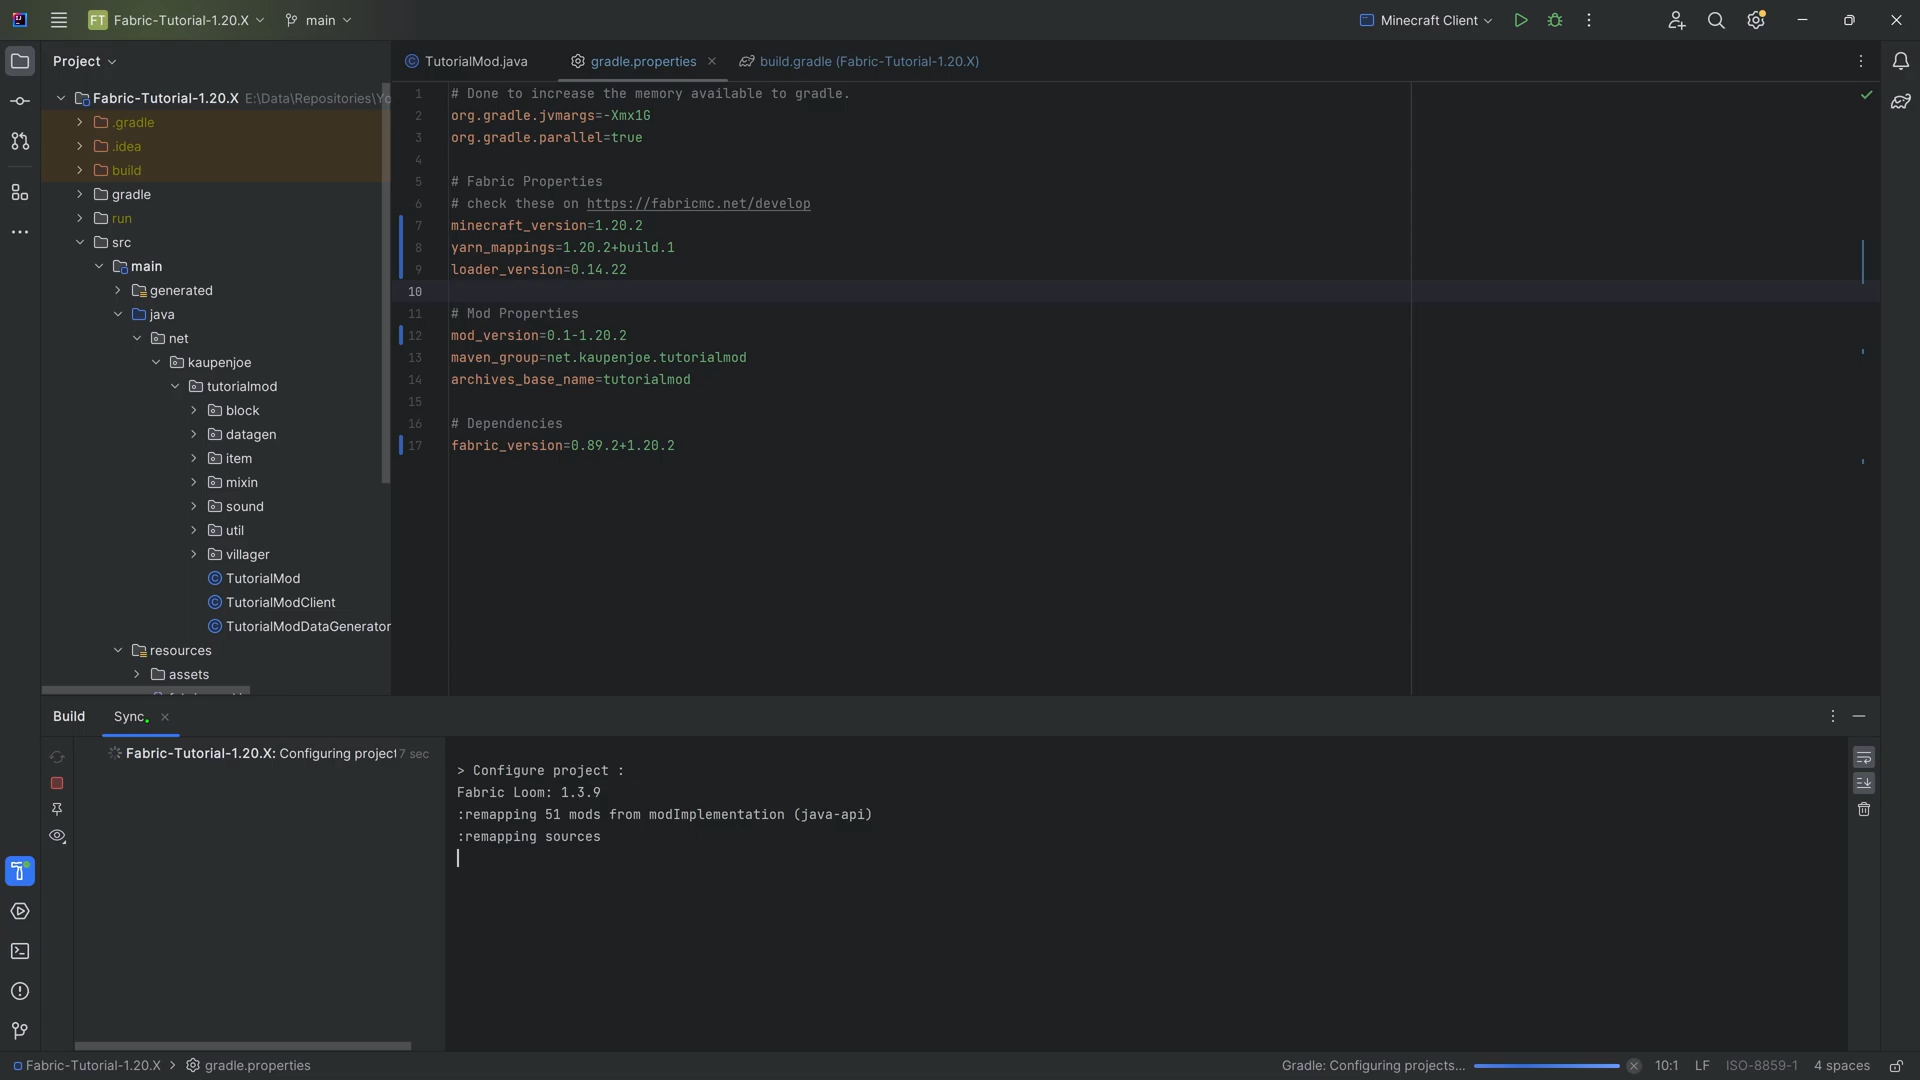 FT Fabric-Tutorial-1.20.X main Minecraft Client
Project
TutorialMod.java gradle.properties build.gradle (Fabric-Tutorial-1.20.X)
Fabric-Tutorial-1.20.X E:\Data\Repositories\Yo
.gradle
.idea
build
gradle
run
src
main
generated
java
net
kaupenjoe
tutorialmod
block
datagen
item
mixin
sound
util
villager
TutorialMod
TutorialModClient
TutorialModDataGenerator
resources
assets
1 # Done to increase the memory available to gradle.
2 org.gradle.jvmargs=-Xmx1G
3 org.gradle.parallel=true
4
5 # Fabric Properties
6 # check these on https://fabricmc.net/develop
7 minecraft_version=1.20.2
8 yarn_mappings=1.20.2+build.1
9 loader_version=0.14.22
10
11 # Mod Properties
12 mod_version=0.1-1.20.2
13 maven_group=net.kaupenjoe.tutorialmod
14 archives_base_name=tutorialmod
15
16 # Dependencies
17 fabric_version=0.89.2+1.20.2
Build Sync
Fabric-Tutorial-1.20.X: Configuring project 7 sec
> Configure project :
Fabric Loom: 1.3.9
:remapping 51 mods from modImplementation (java-api)
:remapping sources
Fabric-Tutorial-1.20.X > gradle.properties
Gradle: Configuring projects... 10:1 LF ISO-8859-1 4 spaces